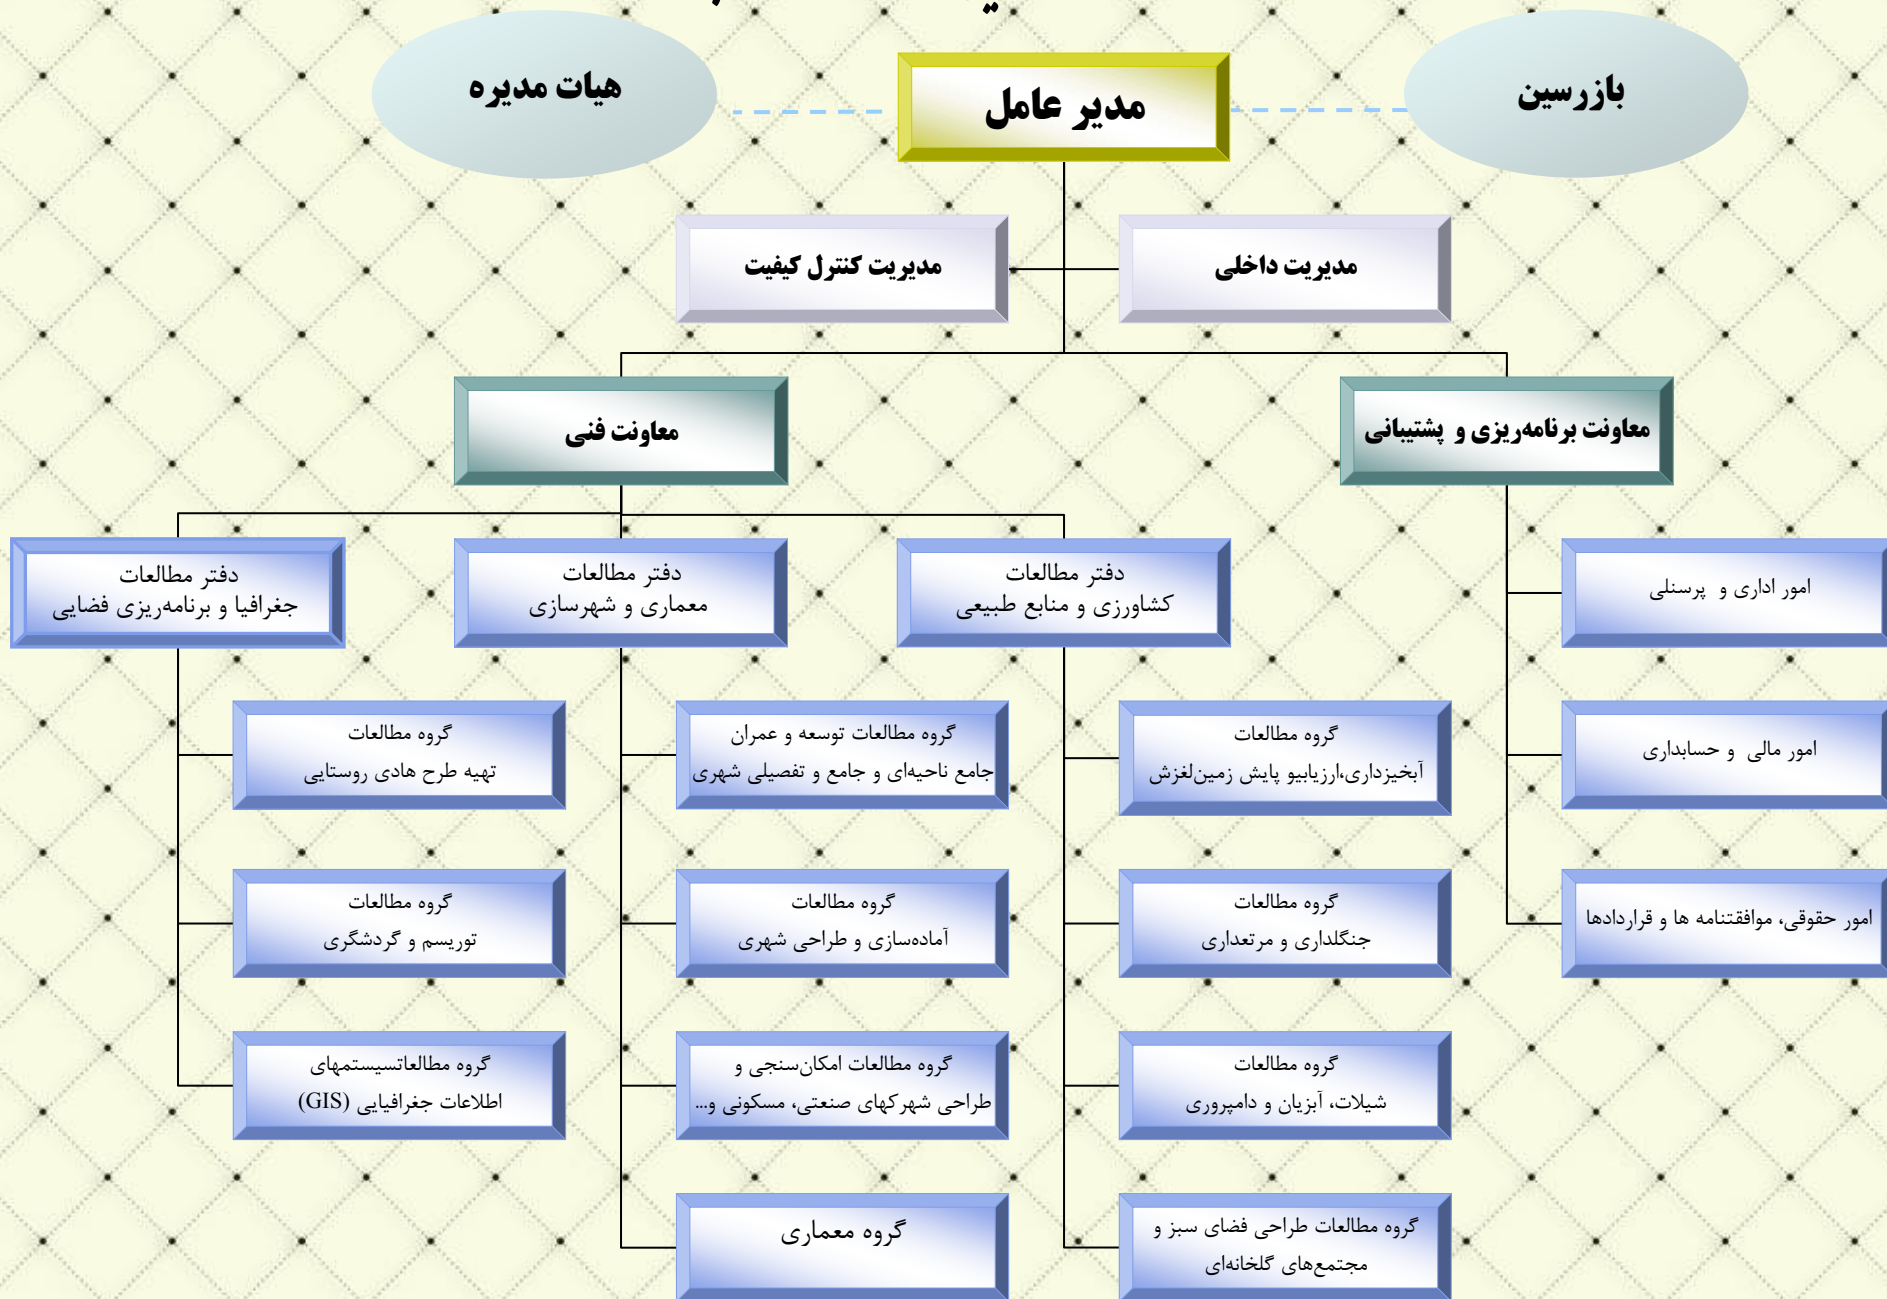 بازرسین
مدیر عامل
هیات مدیره
مدیریت داخلی
مدیریت کنترل کیفیت
معاونت برنامه‌ریزی و پشتیبانی
معاونت فنی
امور اداری و پرسنلی
امور مالی و حسابداری
امور حقوقی، موافقتنامه ها و قراردادها
دفتر مطالعات
کشاورزی و منابع طبیعی
گروه مطالعات
آبخیزداری،ارزیابیو پایش زمین‌لغزش
گروه مطالعات
جنگلداری و مرتعداری
گروه مطالعات
شیلات، آبزیان و دامپروری
گروه مطالعات طراحی فضای سبز و
مجتمع‌های گلخانه‌ای
دفتر مطالعات
معماری و شهرسازی
گروه مطالعات توسعه و عمران
جامع ناحیه‌ای و جامع و تفصیلی شهری
گروه مطالعات
آماده‌سازی و طراحی شهری
گروه مطالعات امکان‌سنجی و
طراحی شهرکهای صنعتی، مسکونی و...
گروه معماری
دفتر مطالعات
جغرافیا و برنامه‌ریزی فضایی
گروه مطالعات
تهیه طرح هادی روستایی
گروه مطالعات
توریسم و گردشگری
گروه مطالعاتسیستمهای
اطلاعات جغرافیایی (GIS)